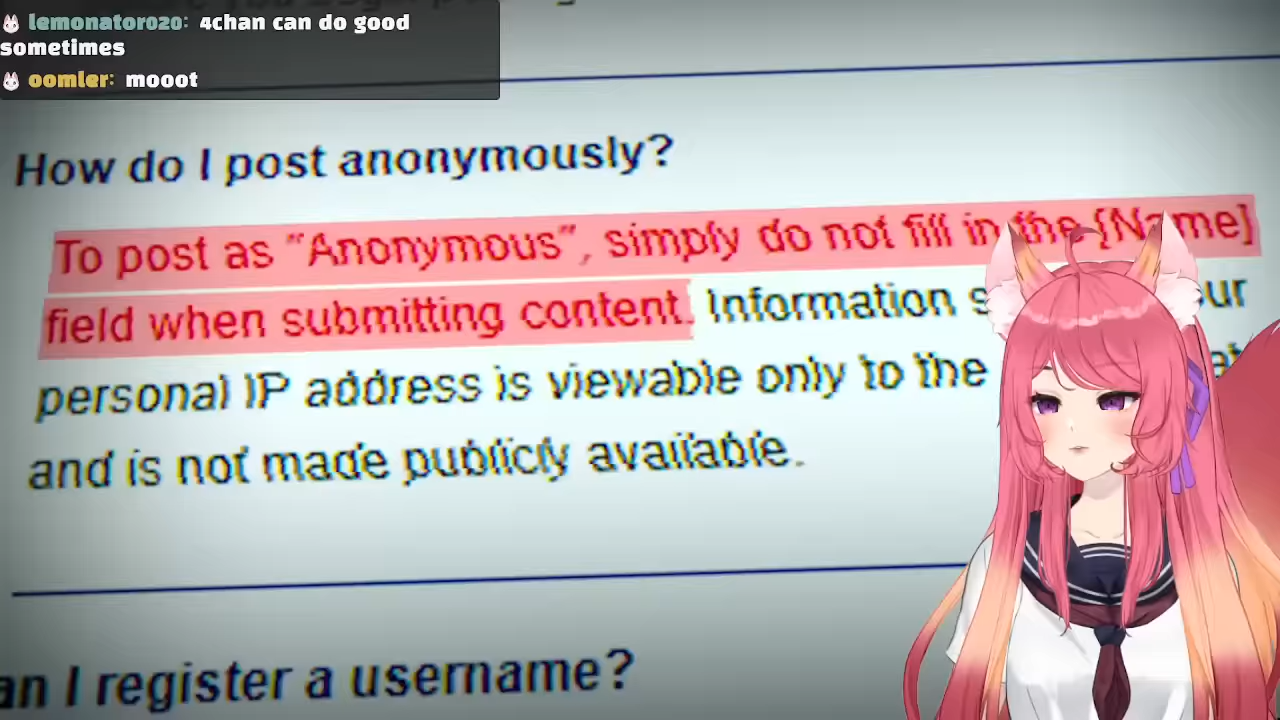 lemonator020: 4chan can do good
sometimes
oomler: mooot
How do I post anonymously?
To post as "Anonymous", simply do not fill in the [Name]
field when submitting content. Information
personal IP address is viewable only to the
and is not made publicly available.
an I register a username?